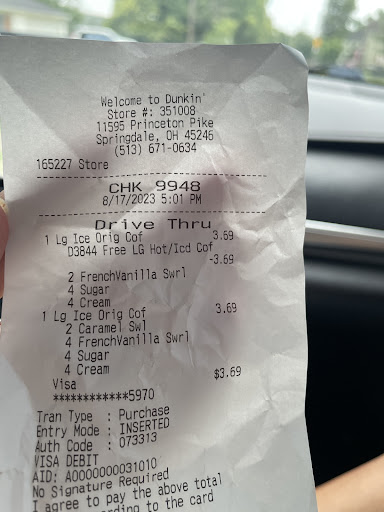 Welcome to Dunkin'
Store #: 351008
11595 Princeton Pike
Springdale, OH 45246
(513) 671-0634
165227 Store
CHK 9948
8/17/2023 5:01 PM
Drive Thru
1 Lg Ice Orig Cof 3.69
D3844 Free LG Hot/Icd Cof
-3.69
2 FrenchVanilla Swrl
4 Sugar
4 Cream
1 Lg Ice Orig Cof 3.69
2 Caramel Swl
4 FrenchVanilla Swrl
4 Sugar
4 Cream
Visa $3.69
************5970
Tran Type : Purchase
Entry Mode : INSERTED
Auth Code : 073313
VISA DEBIT
AID: A0000000031010
No Signature Required
I agree to pay the above total
to the card